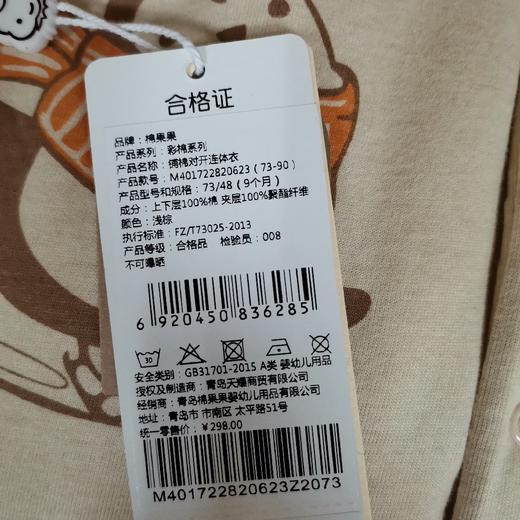 合格证
品牌：棉果果
产品系列：彩棉系列
产品名称：拥棉对开连体衣
产品款号：M401722820623（73-90）
产品型号和规格：73/48（9个月）
成分：上下层100%棉 夹层100%聚酯纤维
颜色：浅棕
执行标准：FZ/T73025-2013
产品等级：合格品 检验员：008
不可曝晒
6 920450 836285
30
安全类别：GB31701-2015 A类 婴幼儿用品
授权及制造商：青岛天爆商贸有限公司
经销商：青岛棉果果婴幼儿用品有限公司
地址：青岛市 市南区 太平路51号
统一零售价：￥298.00
M401722820623Z2073